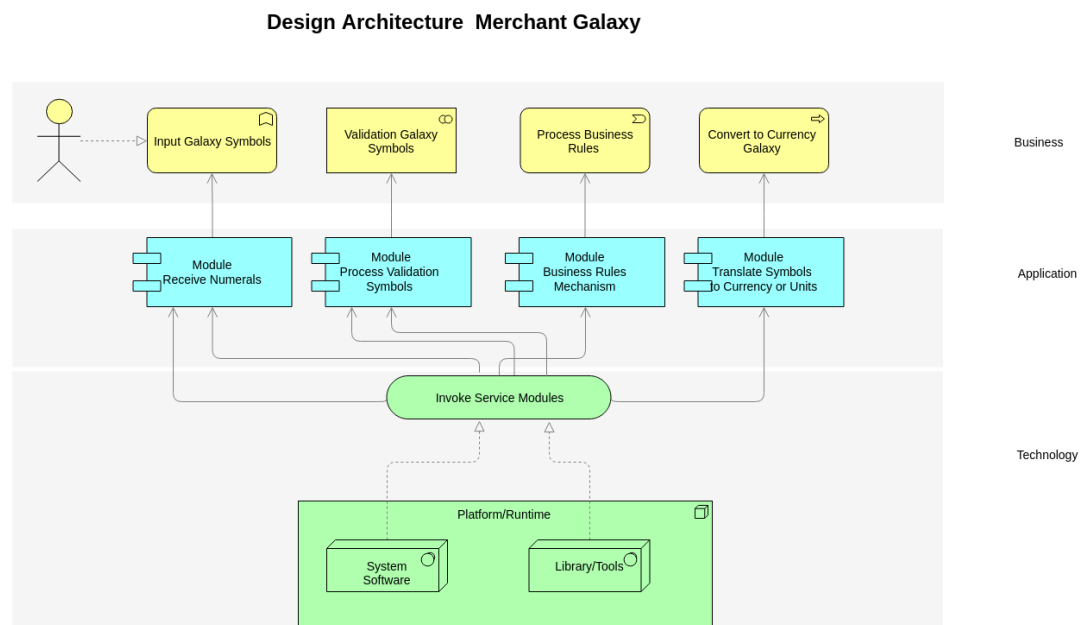 Design Architecture  Merchant Galaxy
Input Galaxy Symbols
Validation Galaxy
Symbols
Process Business
Rules
Convert to Currency
Galaxy
Business
Module
Receive Numerals
Module
Process Validation
Symbols
Module
Business Rules
Mechanism
Module
Translate Symbols
to Currency or Units
Application
Invoke Service Modules
Technology
Platform/Runtime
System
Software
Library/Tools